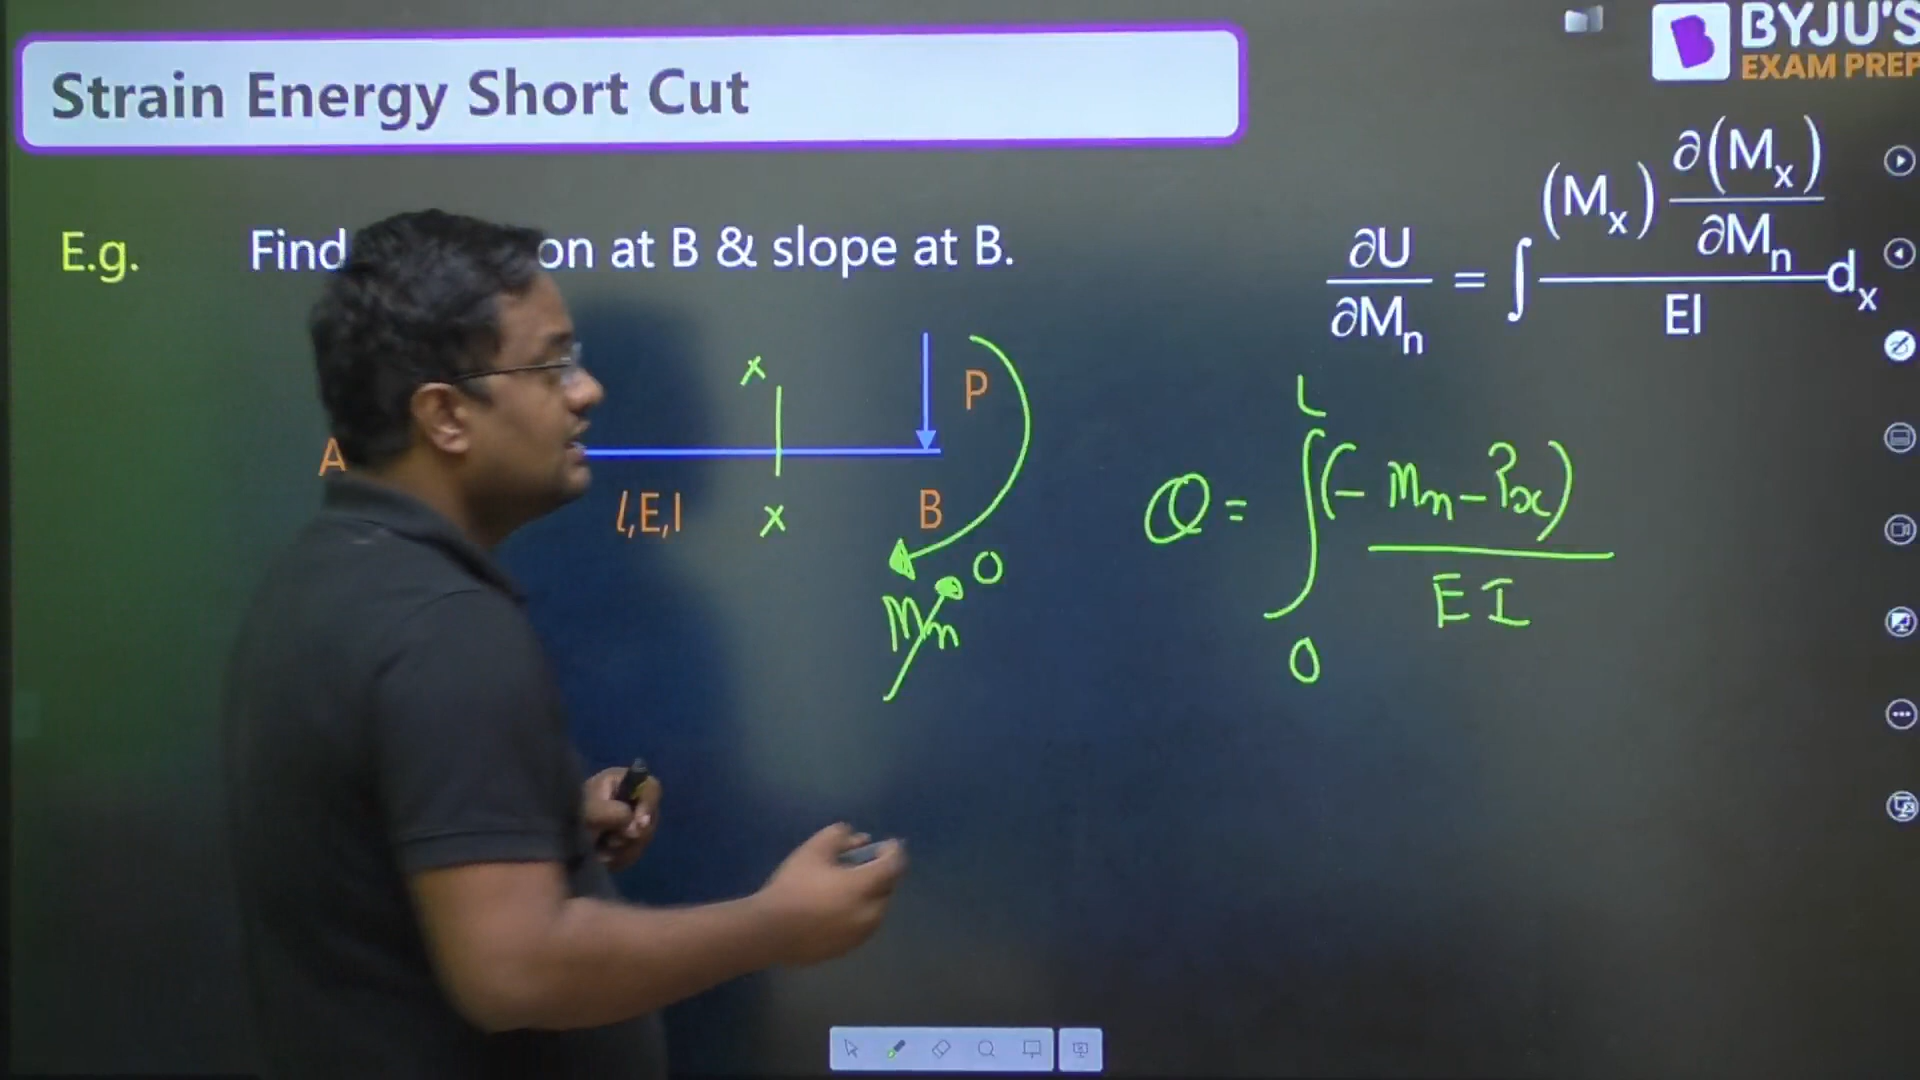 BYJU'S
EXAM PREP
Strain Energy Short Cut
E.g. Find on at B & slope at B.
∂U/∂Mₙ = ∫ (Mₓ) ∂(Mₓ)/∂Mₙ / EI dₓ
x
P
A
l,E,I
x
B
O
Mn
L
Q = ∫ (- Mn - Px) / EI
0